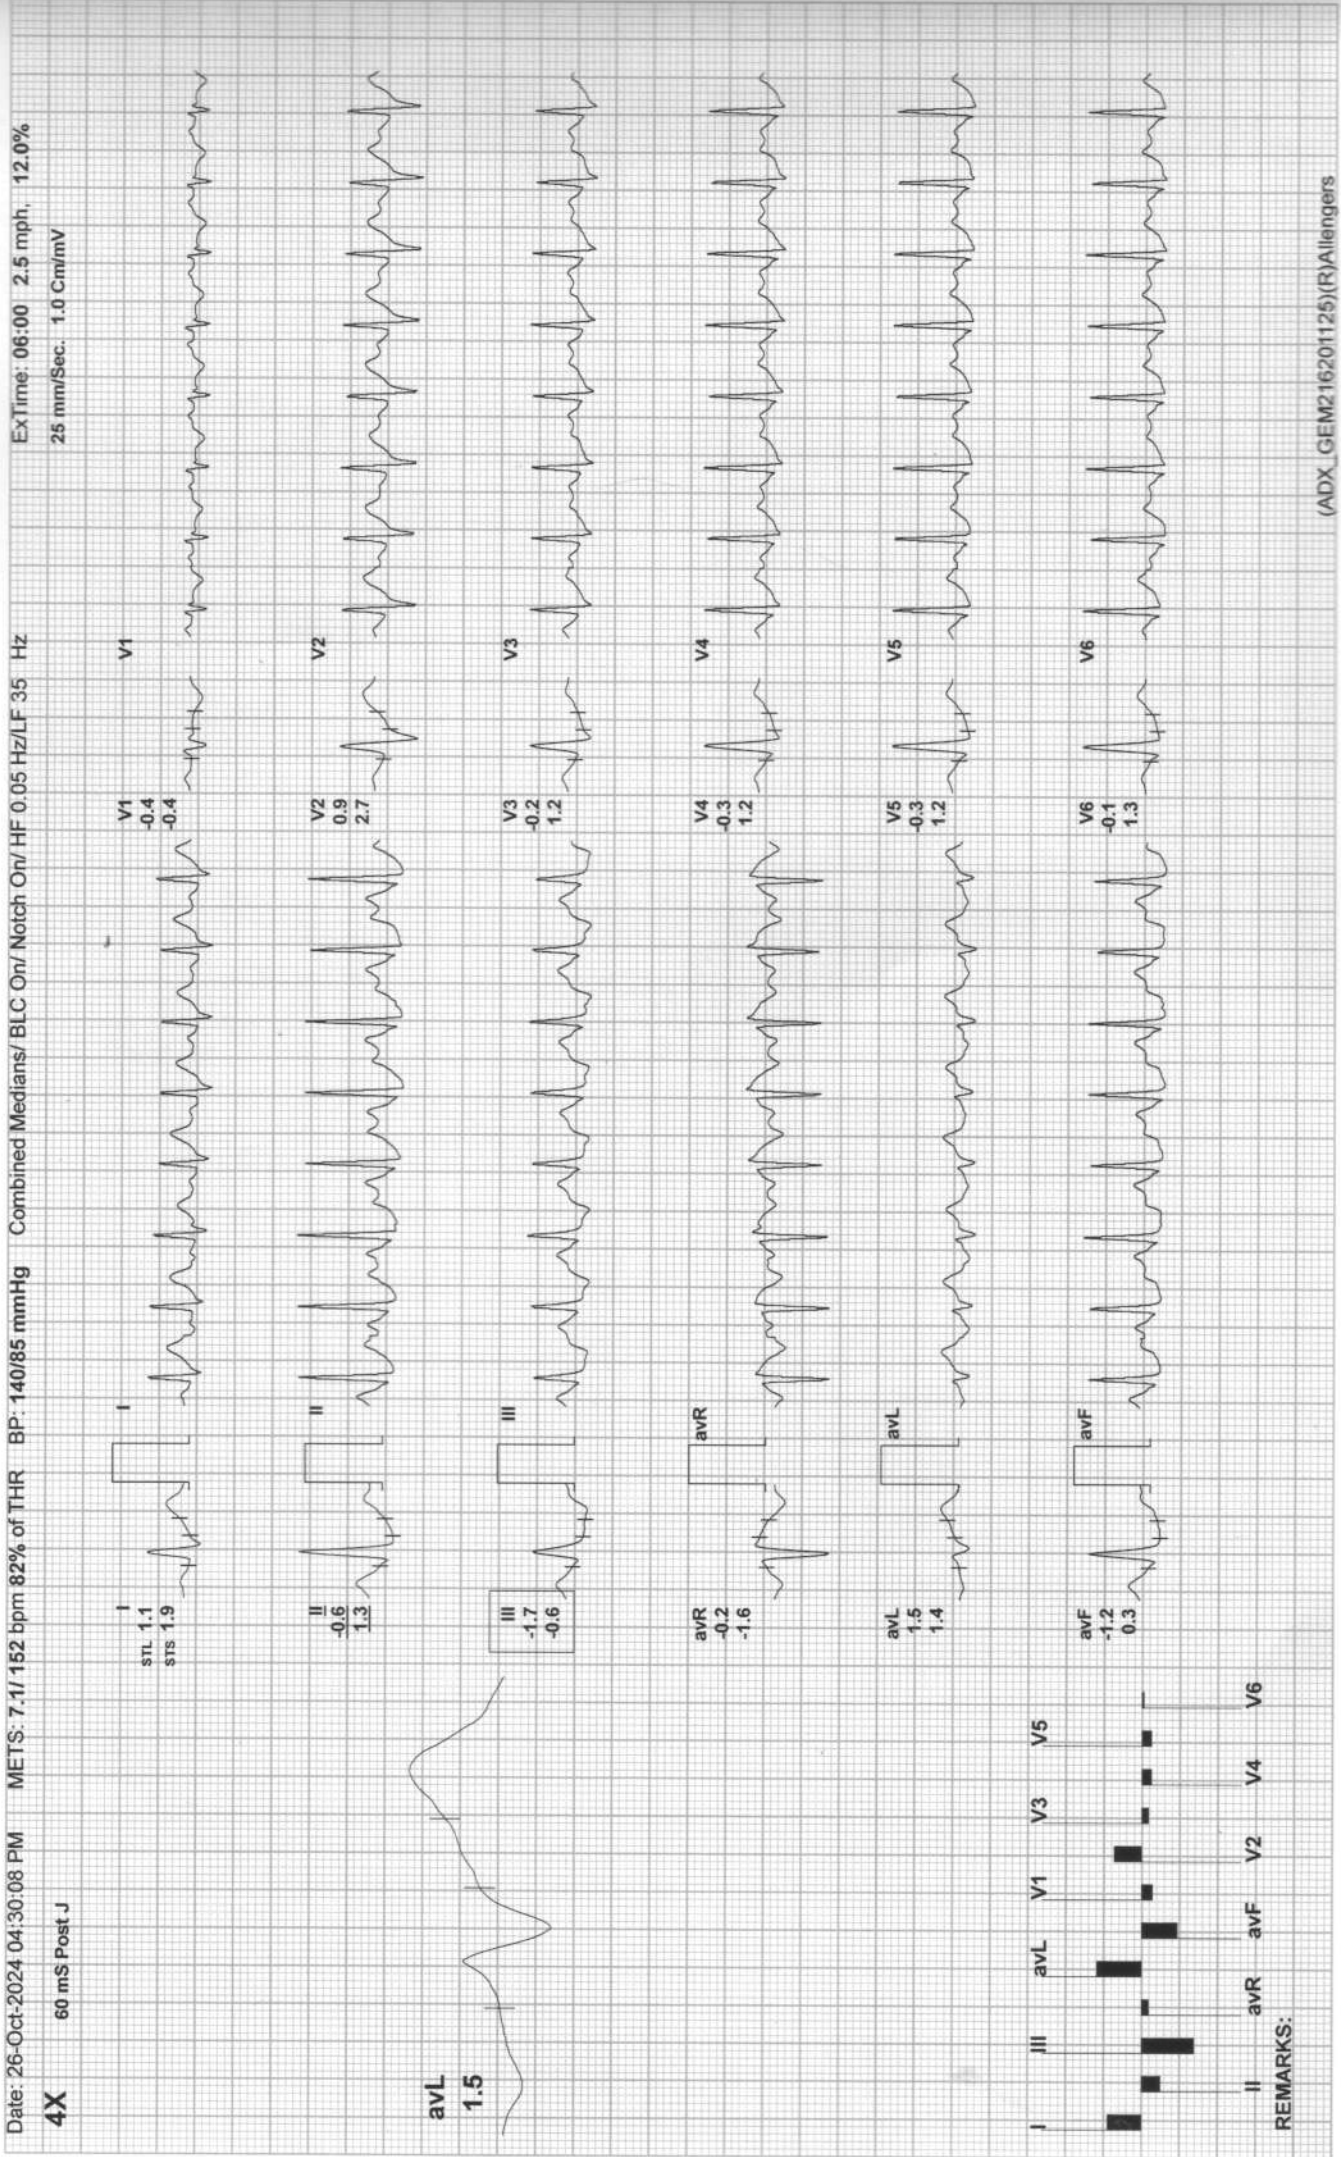 Date: 26-Oct-2024 04:30:08 PM METS: 7.1/ 152 bpm 82% of THR BP: 140/85 mmHg Combined Medians/ BLC On/ Notch On/ HF 0.05 Hz/LF 35 Hz ExTime: 06:00 2.5 mph, 12.0%
4X 60 mS Post J 25 mm/Sec. 1.0 Cm/mV
I
STL 1.1
STS 1.9
I
V1
-0.4
-0.4
V1
II
-0.6
1.3
II
V2
0.9
2.7
V2
avL
1.5
III
-1.7
-0.6
III
V3
-0.2
1.2
V3
avR
-0.2
-1.6
avR
V4
-0.3
1.2
V4
avL
1.5
1.4
avL
V5
-0.3
1.2
V5
avF
-1.2
0.3
avF
V6
-0.1
1.3
V6
I III avL V1 V3 V5
II avR avF V2 V4 V6
REMARKS:
(ADX_GEM216201125)(R)Allengers